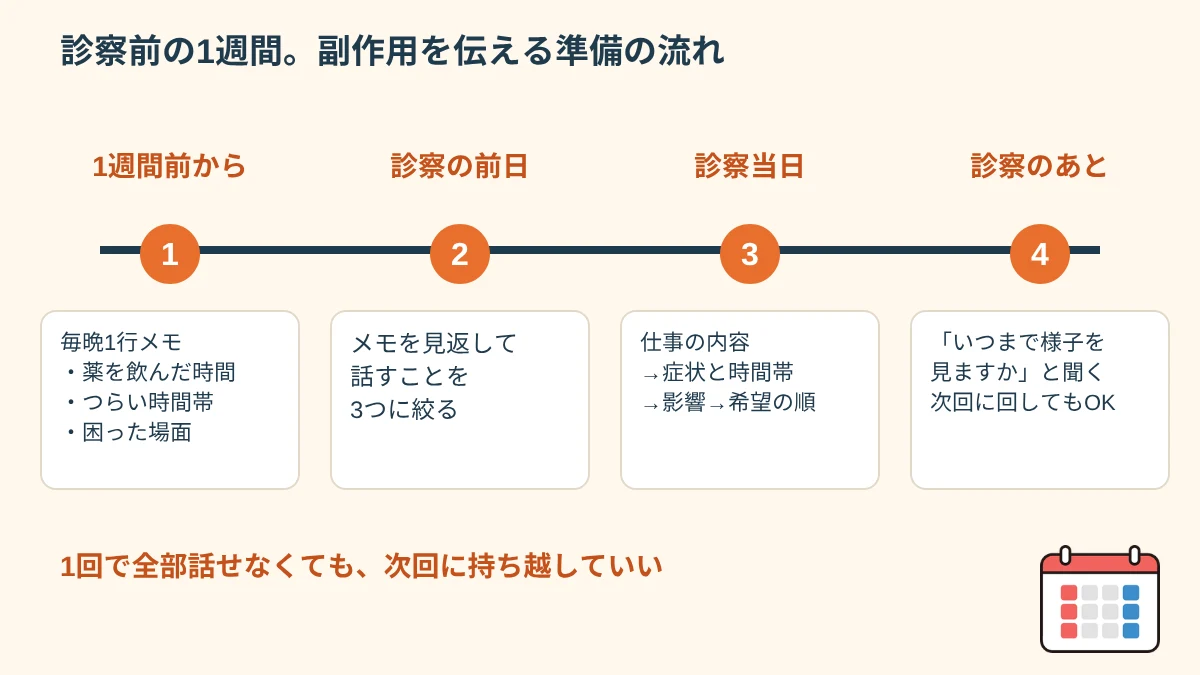 診察前の1週間。副作用を伝える準備の流れ
1週間前から
診察の前日
診察当日
診察のあと
1
2
3
4
毎晩1行メモ
・薬を飲んだ時間
・つらい時間帯
・困った場面
メモを見返して
話すことを
3つに絞る
仕事の内容
→症状と時間帯
→影響→希望の順
「いつまで様子を
見ますか」と聞く
次回に回してもOK
1回で全部話せなくても、次回に持ち越していい